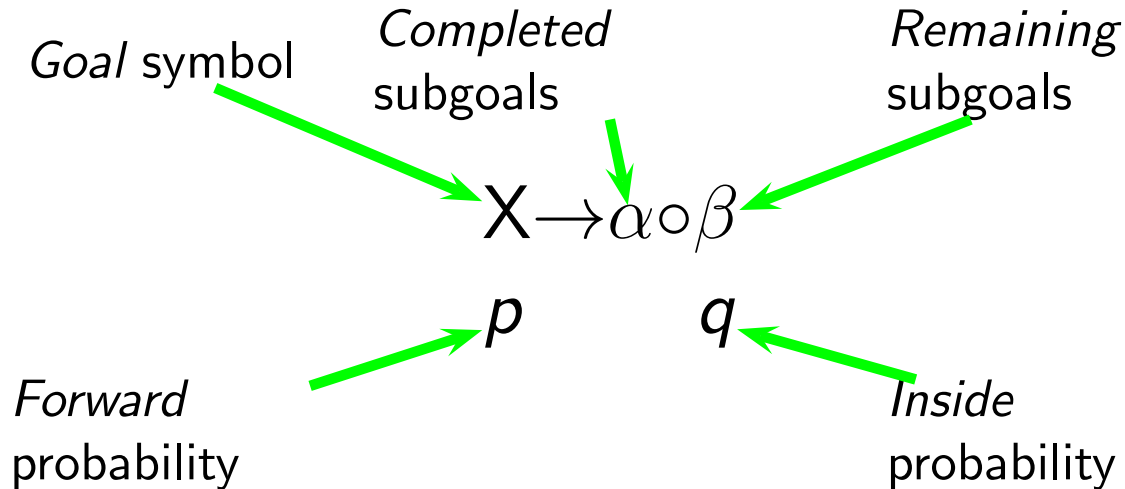 Goal symbol
Completed
subgoals
Remaining
subgoals
X→α∘β
p q
Forward
probability
Inside
probability